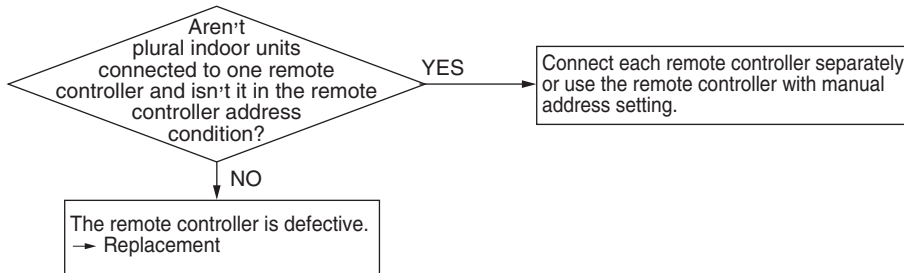 Aren't
plural indoor units
connected to one remote
controller and isn't it in the remote
controller address
condition?
YES
Connect each remote controller separately
or use the remote controller with manual
address setting.
NO
The remote controller is defective.
→ Replacement